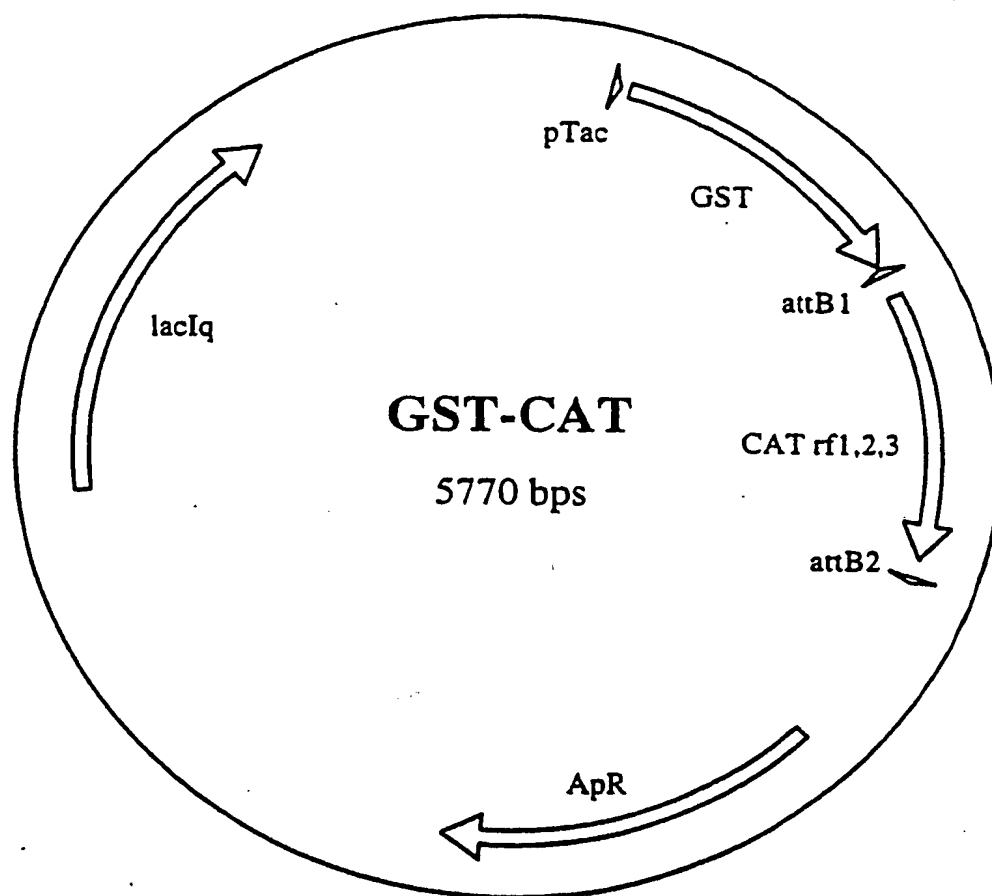 pTac
GST
attB1
lacIq
GST-CAT
CAT rf1,2,3
5770 bps
attB2
ApR